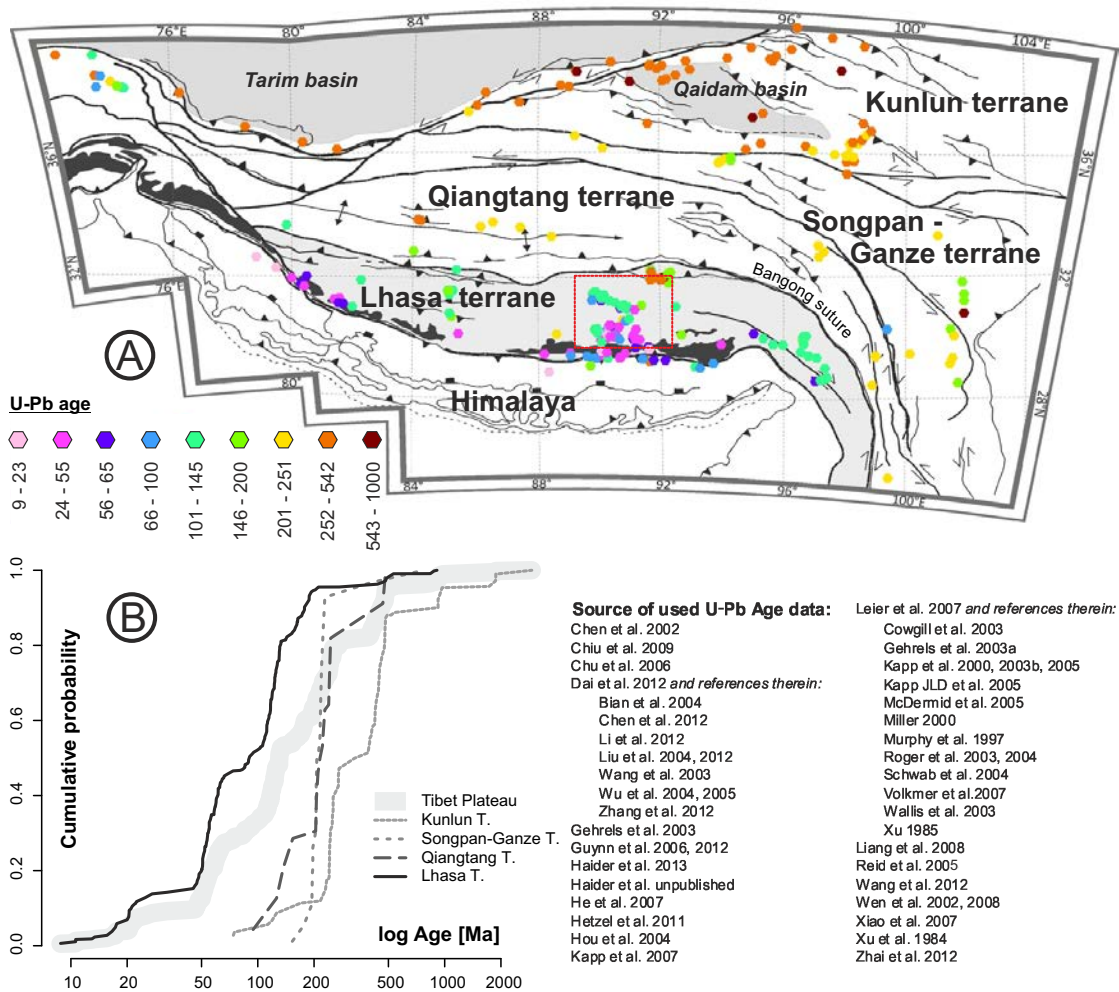 76°E
80
84
88
92
96
100
104°E
Tarim basin
Qaidam basin
Kunlun terrane
36°N
36°N
Qiangtang terrane
Songpan -
Ganze terrane
32°N
32°
76°E
Bangong suture
Lhasa terrane
A
80
Himalaya
28°N
84°
88
92
96
100°E
U-Pb age
9 - 23
24 - 55
56 - 65
66 - 100
101 - 145
146 - 200
201 - 251
252 - 542
543 - 1000
B
Cumulative probability
1.0
0.8
0.6
0.4
0.2
0.0
Tibet Plateau
Kunlun T.
Songpan-Ganze T.
Qiangtang T.
Lhasa T.
log Age [Ma]
10
20
50
100
200
500
1000
2000
Source of used U-Pb Age data:
Chen et al. 2002
Chiu et al. 2009
Chu et al. 2006
Dai et al. 2012 and references therein:
Bian et al. 2004
Chen et al. 2012
Li et al. 2012
Liu et al. 2004, 2012
Wang et al. 2003
Wu et al. 2004, 2005
Zhang et al. 2012
Gehrels et al. 2003
Guynn et al. 2006, 2012
Haider et al. 2013
Haider et al. unpublished
He et al. 2007
Hetzel et al. 2011
Hou et al. 2004
Kapp et al. 2007
Leier et al. 2007 and references therein:
Cowgill et al. 2003
Gehrels et al. 2003a
Kapp et al. 2000, 2003b, 2005
Kapp JLD et al. 2005
McDermid et al. 2005
Miller 2000
Murphy et al. 1997
Roger et al. 2003, 2004
Schwab et al. 2004
Volkmer et al.2007
Wallis et al. 2003
Xu 1985
Liang et al. 2008
Reid et al. 2005
Wang et al. 2012
Wen et al. 2002, 2008
Xiao et al. 2007
Xu et al. 1984
Zhai et al. 2012